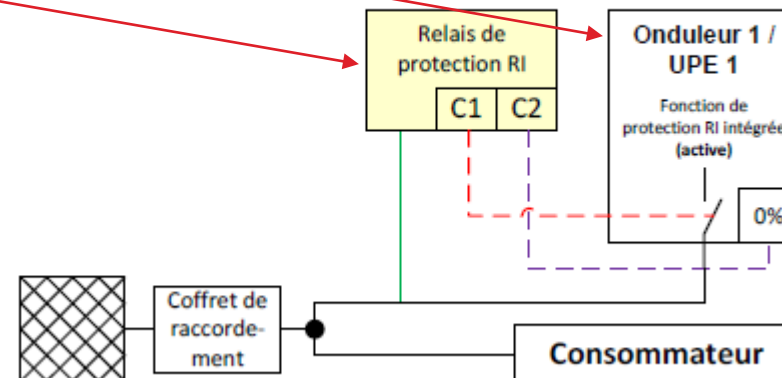 Relais de
protection RI
C1
C2
Onduleur 1 /
UPE 1
Fonction de
protection RI intégrée
(active)
0%
Coffret de
raccorde-
ment
Consommateur